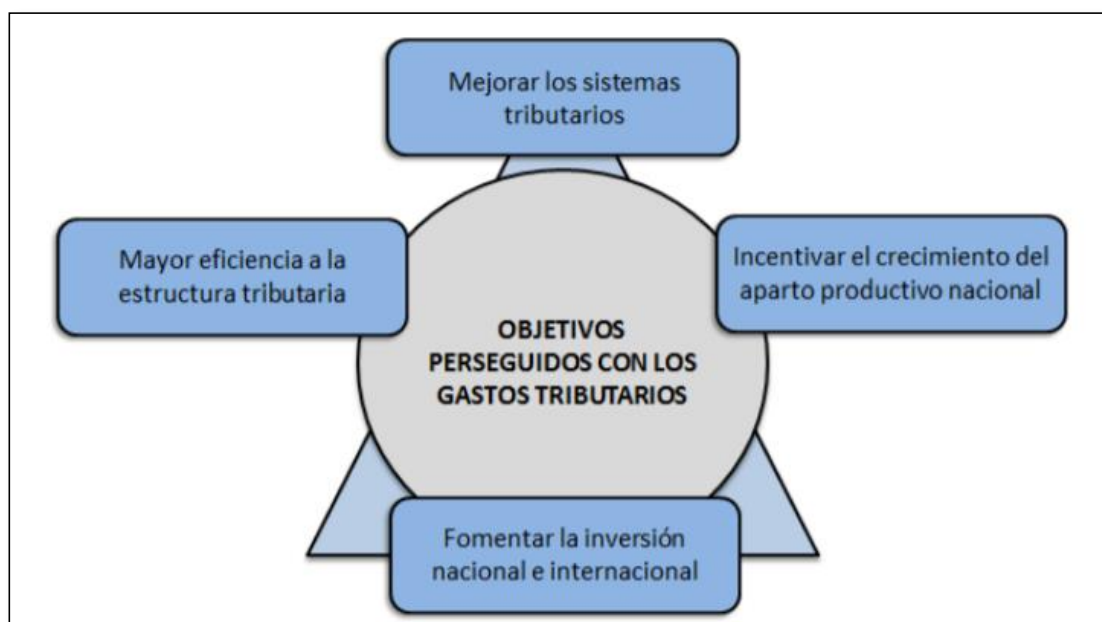 Mejorar los sistemas
tributarios
Mayor eficiencia a la
estructura tributaria
Incentivar el crecimiento del
aparto productivo nacional
OBJETIVOS
PERSEGUIDOS CON LOS
GASTOS TRIBUTARIOS
Fomentar la inversión
nacional e internacional